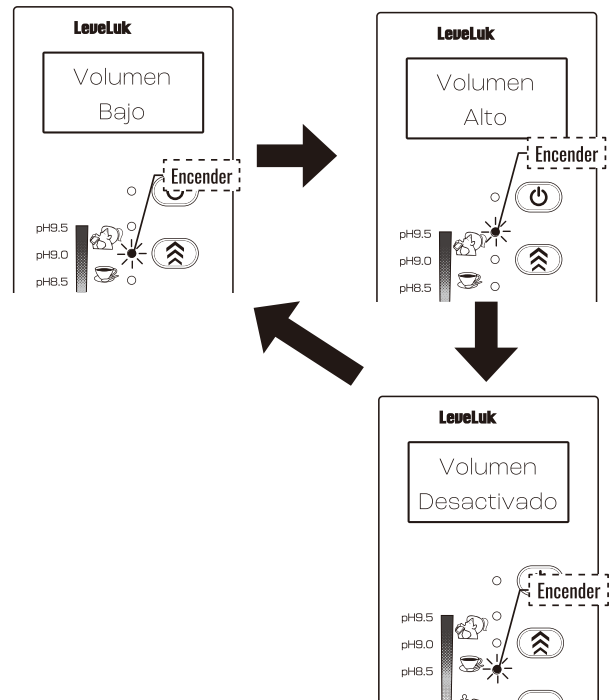 LeveLuk
Volumen
Bajo
Encender
pH9.5
pH9.0
pH8.5
LeveLuk
Volumen
Alto
Encender
pH9.5
pH9.0
pH8.5
LeveLuk
Volumen
Desactivado
Encender
pH9.5
pH9.0
pH8.5